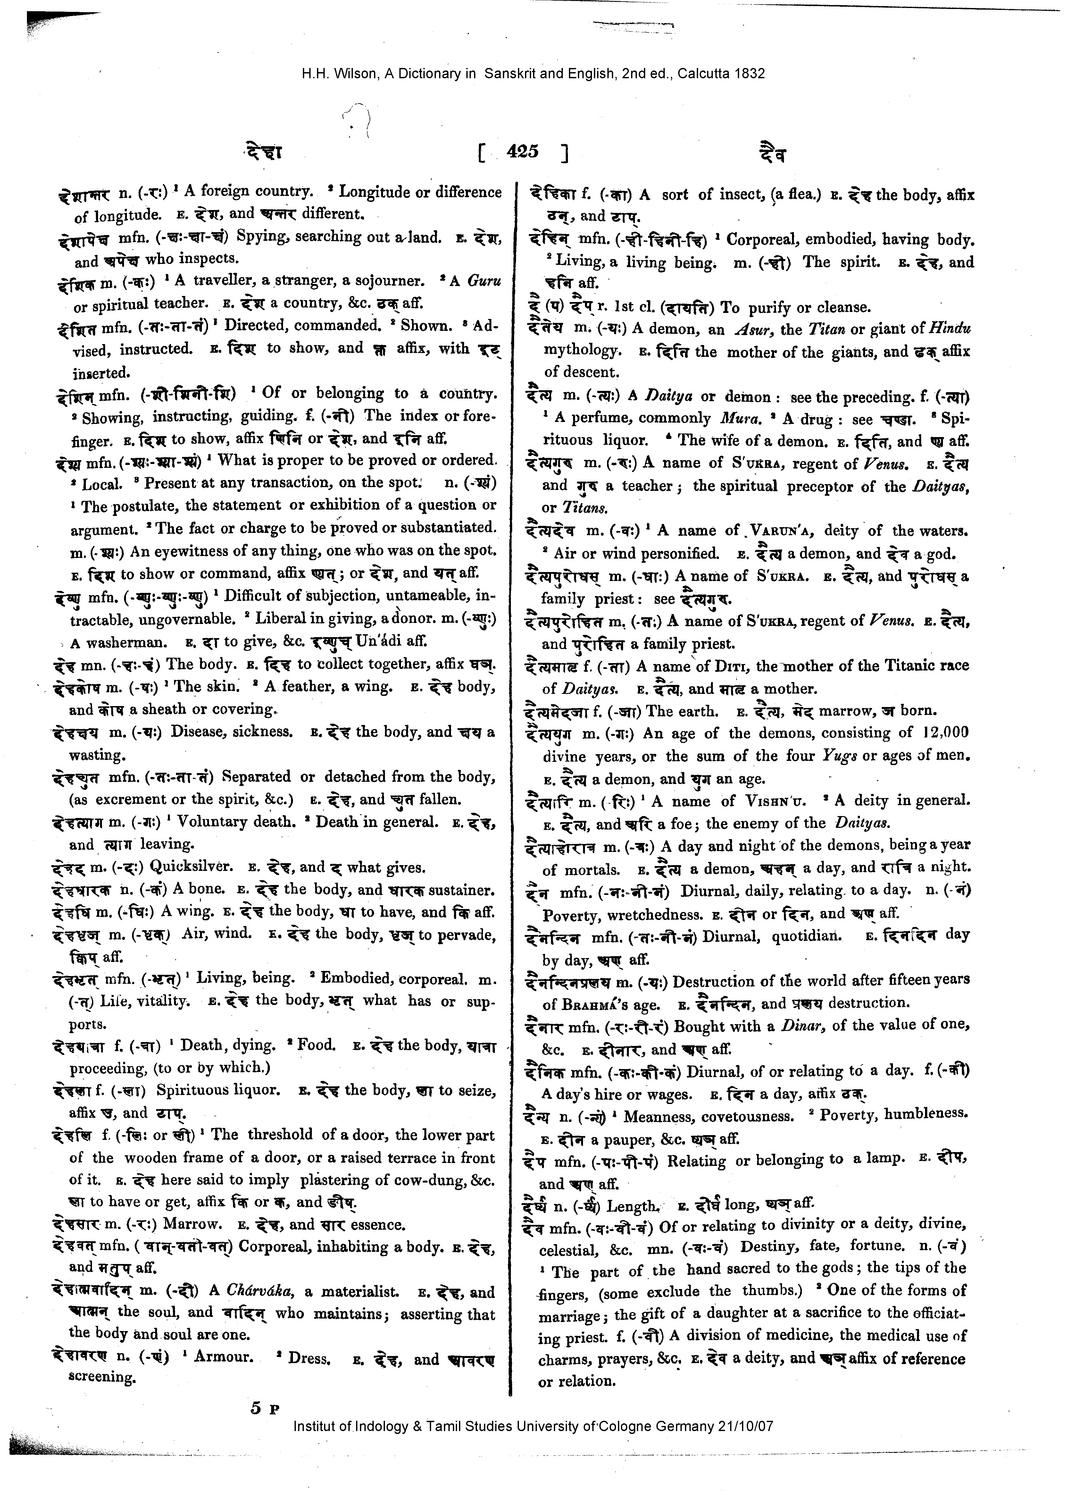 H.H. Wilson, A Dictionary in Sanskrit and English, 2nd ed., Calcutta 1832
देहा [ 425 ] दैव
देशान्तर n. (-रः) ¹ A foreign country. ² Longitude or difference
of longitude. E. देश, and अन्तर different.
देशापेक्ष mfn. (-क्षः-क्षा-क्षं) Spying, searching out a land. E. देश,
and अपेक्ष who inspects.
देशिक m. (-कः) ¹ A traveller, a stranger, a sojourner. ² A Guru
or spiritual teacher. E. देश a country, &c. ठक् aff.
देशित mfn. (-तः-ता-तं) ¹ Directed, commanded. ² Shown. ³ Ad-
vised, instructed. E. दिश to show, and क्त affix, with इट्
inserted.
देशिन् mfn. (-शी-शिनी-शि) ¹ Of or belonging to a country.
² Showing, instructing, guiding. f. (-नी) The index or fore-
finger. E. दिश to show, affix णिनि or देश, and इनि aff.
देश्य mfn. (-श्यः-श्या-श्यं) ¹ What is proper to be proved or ordered.
² Local. ³ Present at any transaction, on the spot. n. (-श्यं)
¹ The postulate, the statement or exhibition of a question or
argument. ² The fact or charge to be proved or substantiated.
m. (-श्यः) An eyewitness of any thing, one who was on the spot.
E. दिश to show or command, affix ण्यत्; or देश, and यत् aff.
देष्णु mfn. (-ष्णुः-ष्णुः-ष्णु) ¹ Difficult of subjection, untameable, in-
tractable, ungovernable. ² Liberal in giving, a donor. m. (-ष्णुः)
A washerman. E. दा to give, &c. इष्णुच् Un'ádi aff.
देह mn. (-हः-हं) The body. E. दिह to collect together, affix घञ्.
देहकोष m. (-षः) ¹ The skin. ² A feather, a wing. E. देह body,
and कोष a sheath or covering.
देहक्षय m. (-यः) Disease, sickness. E. देह the body, and क्षय a
wasting.
देहच्युत mfn. (-तः-ता-तं) Separated or detached from the body,
(as excrement or the spirit, &c.) E. देह, and च्युत fallen.
देहत्याग m. (-गः) ¹ Voluntary death. ² Death in general. E. देह,
and त्याग leaving.
देहद m. (-दः) Quicksilver. E. देह, and द what gives.
देहधारक n. (-कं) A bone. E. देह the body, and धारक sustainer.
देहधि m. (-धिः) A wing. E. देह the body, धा to have, and कि aff.
देहभृज् m. (-भृक्) Air, wind. E. देह the body, भृज् to pervade,
क्विप् aff.
देहभृत् mfn. (-भृत्) ¹ Living, being. ² Embodied, corporeal. m.
(-त्) Life, vitality. E. देह the body, भृत् what has or sup-
ports.
देहयात्रा f. (-त्रा) ¹ Death, dying. ² Food. E. देह the body, यात्रा
proceeding, (to or by which.)
देहला f. (-ला) Spirituous liquor. E. देह the body, ला to seize,
affix ड, and टाप्.
देहलि f. (-लिः or ली) ¹ The threshold of a door, the lower part
of the wooden frame of a door, or a raised terrace in front
of it. E. देह here said to imply plastering of cow-dung, &c.
ला to have or get, affix कि or क, and ङीष्.
देहसार m. (-रः) Marrow. E. देह, and सार essence.
देहवत् mfn. (वान्-वती-वत्) Corporeal, inhabiting a body. E. देह,
and मतुप् aff.
देहात्मवादिन् m. (-दी) A Chárváka, a materialist. E. देह, and
आत्मन् the soul, and वादिन् who maintains; asserting that
the body and soul are one.
देहावरण n. (-णं) ¹ Armour. ² Dress. E. देह, and आवरण
screening.
5 P
देहिका f. (-का) A sort of insect, (a flea.) E. देह the body, affix
ठन्, and टाप्.
देहिन् mfn. (-ही-हिनी-हि) ¹ Corporeal, embodied, having body.
² Living, a living being. m. (-ही) The spirit. E. देह, and
इनि aff.
दै (प) दैप r. 1st cl. (दायति) To purify or cleanse.
दैतेय m. (-यः) A demon, an Asur, the Titan or giant of Hindu
mythology. E. दिति the mother of the giants, and ढक् affix
of descent.
दैत्य m. (-त्यः) A Daitya or demon : see the preceding. f. (-त्या)
¹ A perfume, commonly Mura. ² A drug : see चण्डा. ³ Spi-
rituous liquor. ⁴ The wife of a demon. E. दिति, and ण्य aff.
दैत्यगुरु m. (-रुः) A name of S'UKRA, regent of Venus. E. दैत्य
and गुरु a teacher; the spiritual preceptor of the Daityas,
or Titans.
दैत्यदेव m. (-वः) ¹ A name of VARUN'A, deity of the waters.
² Air or wind personified. E. दैत्य a demon, and देव a god.
दैत्यपुरोधस् m. (-धाः) A name of S'UKRA. E. दैत्य, and पुरोधस् a
family priest : see दैत्यगुरु.
दैत्यपुरोहित m. (-तः) A name of S'UKRA, regent of Venus. E. दैत्य,
and पुरोहित a family priest.
दैत्यमातृ f. (-ता) A name of DITI, the mother of the Titanic race
of Daityas. E. दैत्य, and मातृ a mother.
दैत्यमेदजा f. (-जा) The earth. E. दैत्य, मेद marrow, ज born.
दैत्ययुग m. (-गः) An age of the demons, consisting of 12,000
divine years, or the sum of the four Yugs or ages of men.
E. दैत्य a demon, and युग an age.
दैत्यारि m. (-रिः) ¹ A name of VISHN'U. ² A deity in general.
E. दैत्य, and अरि a foe; the enemy of the Daityas.
दैत्याहोरात्र m. (-त्रः) A day and night of the demons, being a year
of mortals. E. दैत्य a demon, अहन् a day, and रात्रि a night.
दैन mfn. (-नः-नी-नं) Diurnal, daily, relating to a day. n. (-नं)
Poverty, wretchedness. E. दीन or दिन, and अण् aff.
दैनन्दिन mfn. (-नः-नी-नं) Diurnal, quotidian. E. दिनंदिन day
by day, अण् aff.
दैनन्दिनप्रलय m. (-यः) Destruction of the world after fifteen years
of BRAHMÁ's age. E. दैनन्दिन, and प्रलय destruction.
दैनार mfn. (-रः-री-रं) Bought with a Dinar, of the value of one,
&c. E. दीनार, and अण् aff.
दैनिक mfn. (-कः-की-कं) Diurnal, of or relating to a day. f. (-की)
A day's hire or wages. E. दिन a day, affix ठक्.
दैन्य n. (-न्यं) ¹ Meanness, covetousness. ² Poverty, humbleness.
E. दीन a pauper, &c. ष्यञ् aff.
दैप mfn. (-पः-पी-पं) Relating or belonging to a lamp. E. दीप,
and अण् aff.
दैर्घ्य n. (-र्घ्यं) Length. E. दीर्घ long, ष्यञ् aff.
दैव mfn. (-वः-वी-वं) Of or relating to divinity or a deity, divine,
celestial, &c. mn. (-वः-वं) Destiny, fate, fortune. n. (-वं)
¹ The part of the hand sacred to the gods; the tips of the
fingers, (some exclude the thumbs.) ² One of the forms of
marriage; the gift of a daughter at a sacrifice to the officiat-
ing priest. f. (-वी) A division of medicine, the medical use of
charms, prayers, &c. E. देव a deity, and अञ् affix of reference
or relation.
Institut of Indology & Tamil Studies University of Cologne Germany 21/10/07